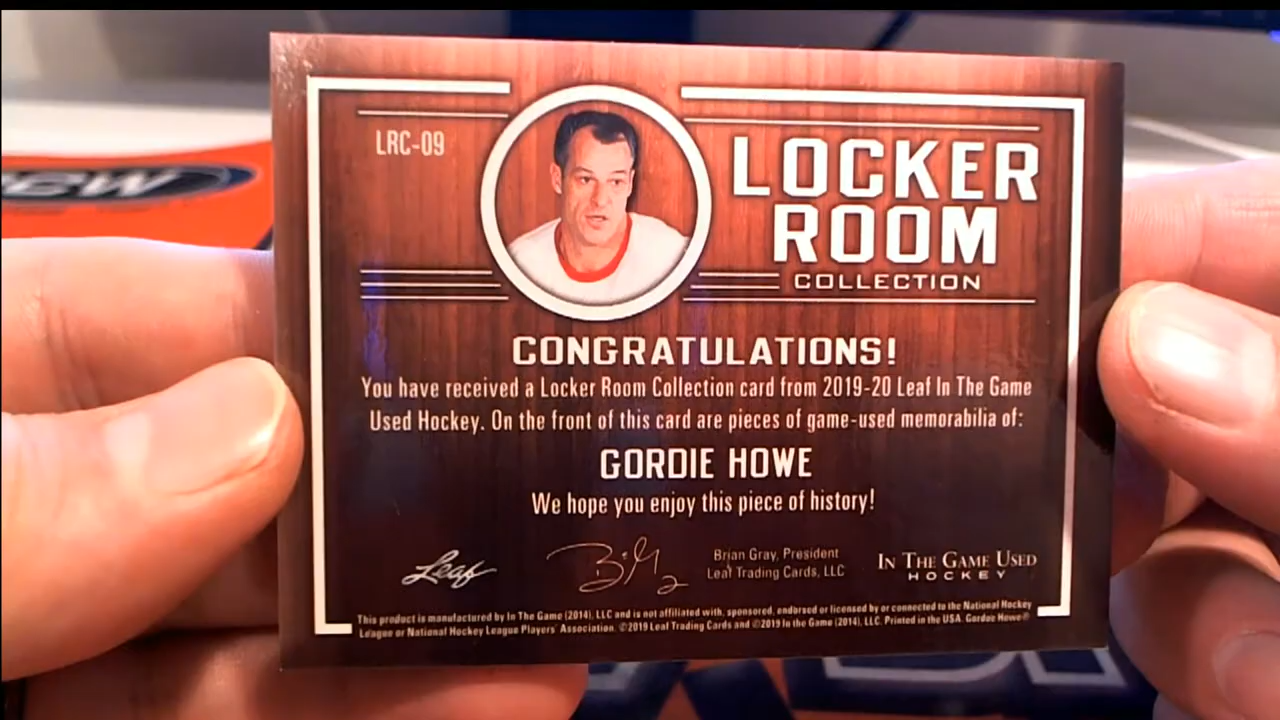 LRC-09
LOCKER
ROOM
COLLECTION
CONGRATULATIONS!
You have received a Locker Room Collection card from 2019-20 Leaf In The Game
Used Hockey. On the front of this card are pieces of game-used memorabilia of:
GORDIE HOWE
We hope you enjoy this piece of history!
Leaf
Brian Gray, President
Leaf Trading Cards, LLC
IN THE GAME USED
HOCKEY
This product is manufactured by In The Game (2014), LLC and is not affiliated with, sponsored, endorsed or licensed by or connected to the National Hockey
League or National Hockey League Players' Association. ©2019 Leaf Trading Cards and ©2019 In the Game (2014), LLC. Printed in the USA. Gordie Howe®